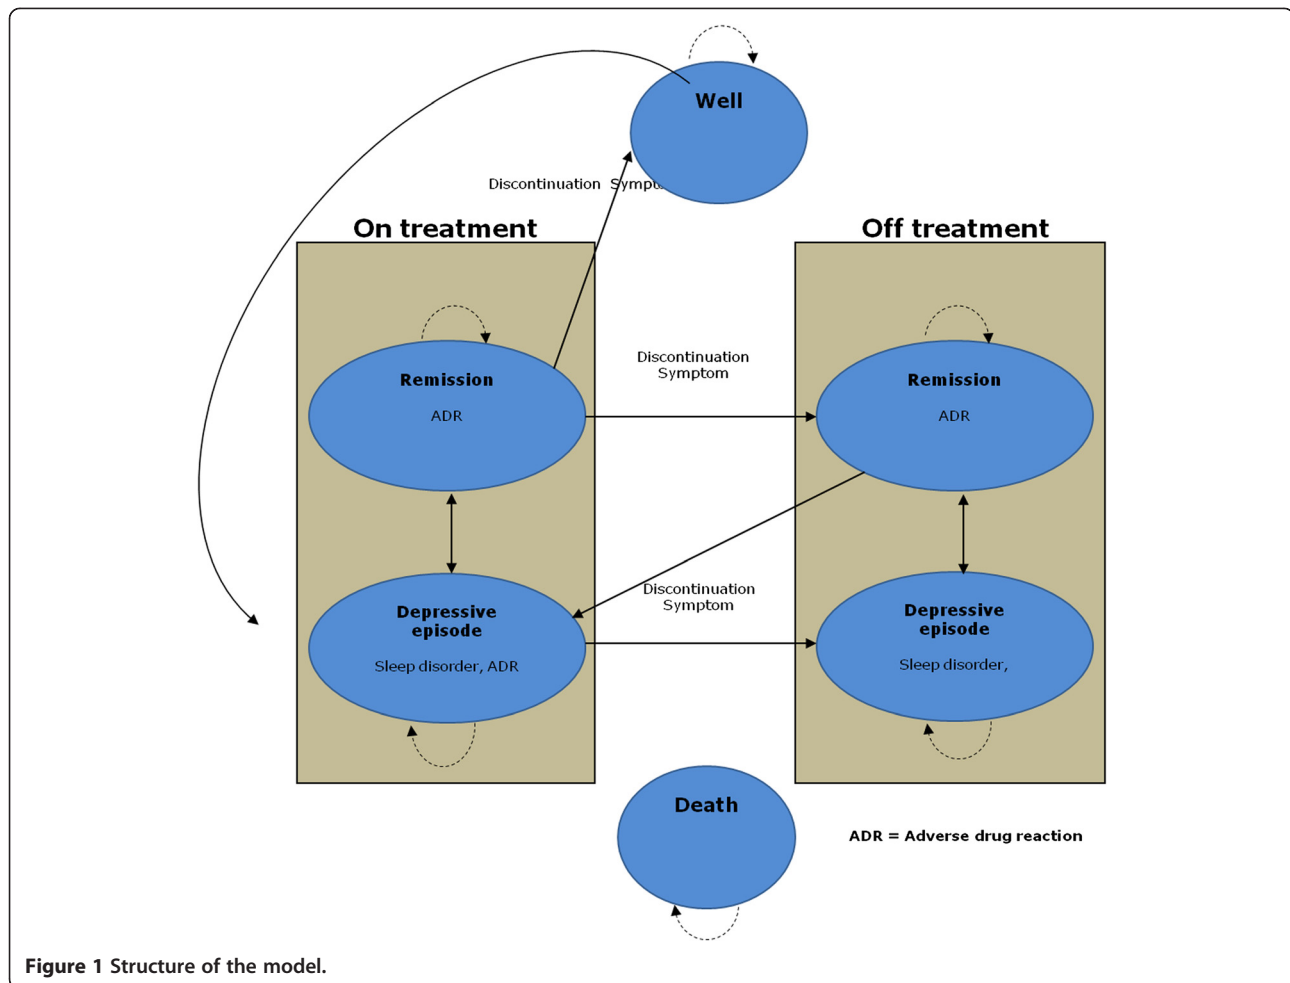 Well
Discontinuation Sympt
On treatment
Off treatment
Remission
ADR
Discontinuation
Symptom
Remission
ADR
Depressive
episode
Sleep disorder, ADR
Discontinuation
Symptom
Depressive
episode
Sleep disorder,
Death
ADR = Adverse drug reaction
Figure 1 Structure of the model.